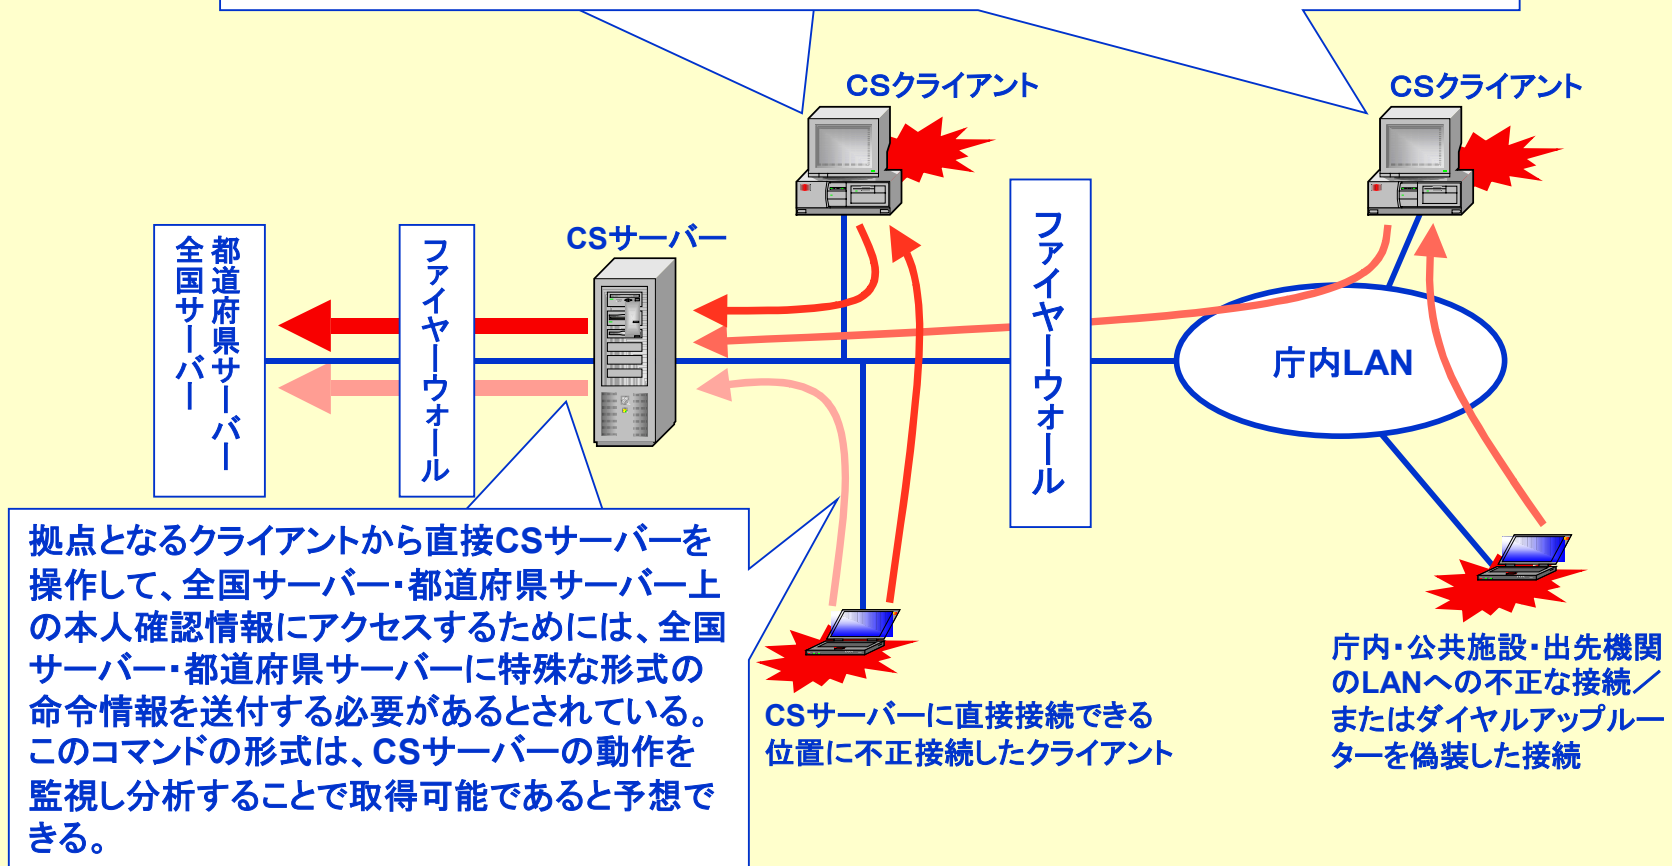 CSクライアント
CSクライアント
CSサーバー
都道府県サーバー
全国サーバー
ファイヤーウォール
ファイヤーウォール
庁内LAN
拠点となるクライアントから直接CSサーバーを
操作して、全国サーバー・都道府県サーバー上
の本人確認情報にアクセスするためには、全国
サーバー・都道府県サーバーに特殊な形式の
命令情報を送付する必要があるとされている。
このコマンドの形式は、CSサーバーの動作を
監視し分析することで取得可能であると予想で
きる。
CSサーバーに直接接続できる
位置に不正接続したクライアント
庁内・公共施設・出先機関
のLANへの不正な接続／
またはダイヤルアップルー
ターを偽装した接続